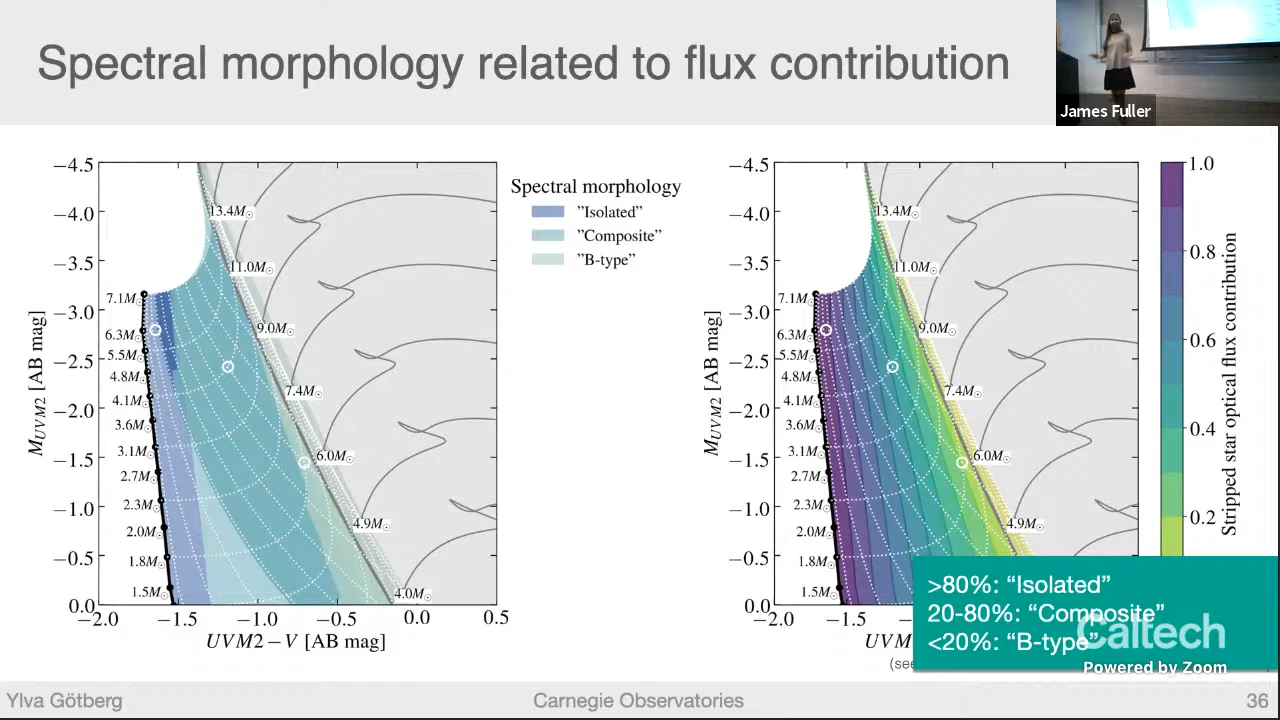 Spectral morphology related to flux contribution
James Fuller
−4.5
−4.0
−3.5
−3.0
−2.5
−2.0
−1.5
−1.0
−0.5
0.0
M_UVM2 [AB mag]
−2.0 −1.5 −1.0 −0.5 0.0 0.5
UVM2 − V [AB mag]
13.4M☉
11.0M☉
9.0M☉
7.4M☉
6.0M☉
4.9M☉
4.0M☉
7.1M☉
6.3M☉
5.5M☉
4.8M☉
4.1M☉
3.6M☉
3.1M☉
2.7M☉
2.3M☉
2.0M☉
1.8M☉
1.5M☉
Spectral morphology
"Isolated"
"Composite"
"B-type"
−4.5
−4.0
−3.5
−3.0
−2.5
−2.0
−1.5
−1.0
−0.5
0.0
M_UVM2 [AB mag]
−2.0 −1.5
UVM
(see
13.4M☉
11.0M☉
9.0M☉
7.4M☉
6.0M☉
4.9M☉
7.1M☉
6.3M☉
5.5M☉
4.8M☉
4.1M☉
3.6M☉
3.1M☉
2.7M☉
2.3M☉
2.0M☉
1.8M☉
1.5M☉
1.0
0.8
0.6
0.4
0.2
Stripped star optical flux contribution
>80%: “Isolated”
20-80%: “Composite”
<20%: “B-type”
Caltech
Powered by Zoom
Ylva Götberg
Carnegie Observatories
36